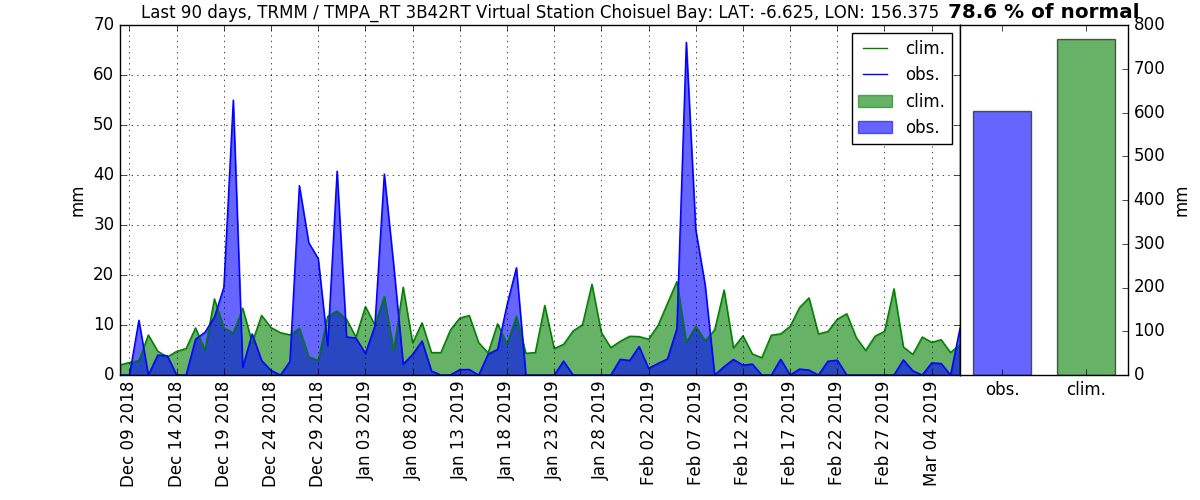 Last 90 days, TRMM / TMPA_RT 3B42RT Virtual Station Choisuel Bay: LAT: -6.625, LON: 156.375 78.6 % of normal
70
60
50
40
30
20
10
0
mm
clim.
obs.
clim.
obs.
800
700
600
500
400
300
200
100
0
mm
Dec 09 2018
Dec 14 2018
Dec 19 2018
Dec 24 2018
Dec 29 2018
Jan 03 2019
Jan 08 2019
Jan 13 2019
Jan 18 2019
Jan 23 2019
Jan 28 2019
Feb 02 2019
Feb 07 2019
Feb 12 2019
Feb 17 2019
Feb 22 2019
Feb 27 2019
Mar 04 2019
obs.
clim.